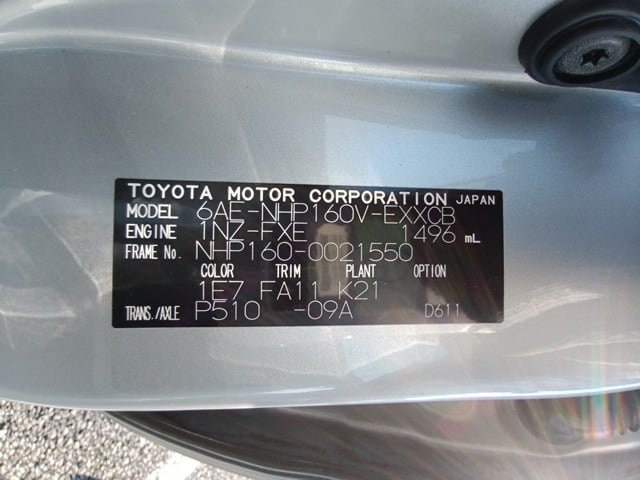 TOYOTA MOTOR CORPORATION JAPAN
MODEL 6AE-NHP160V-EXXCB
ENGINE 1NZ-FXE 1496 mL
FRAME No. NHP160-0021550
COLOR TRIM PLANT OPTION
1E7 FA11 K21
TRANS./AXLE P510 -09A D611